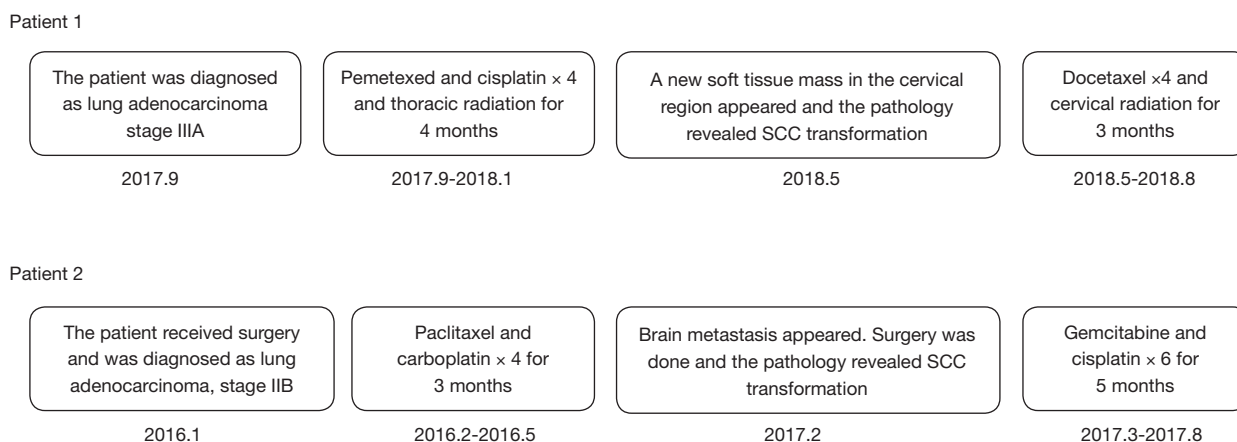 Patient 1
The patient was diagnosed
as lung adenocarcinoma
stage IIIA
Pemetexed and cisplatin × 4
and thoracic radiation for
4 months
A new soft tissue mass in the cervical
region appeared and the pathology
revealed SCC transformation
Docetaxel ×4 and
cervical radiation for
3 months
2017.9
2017.9-2018.1
2018.5
2018.5-2018.8
Patient 2
The patient received surgery
and was diagnosed as lung
adenocarcinoma, stage IIB
Paclitaxel and
carboplatin × 4 for
3 months
Brain metastasis appeared. Surgery was
done and the pathology revealed SCC
transformation
Gemcitabine and
cisplatin × 6 for
5 months
2016.1
2016.2-2016.5
2017.2
2017.3-2017.8